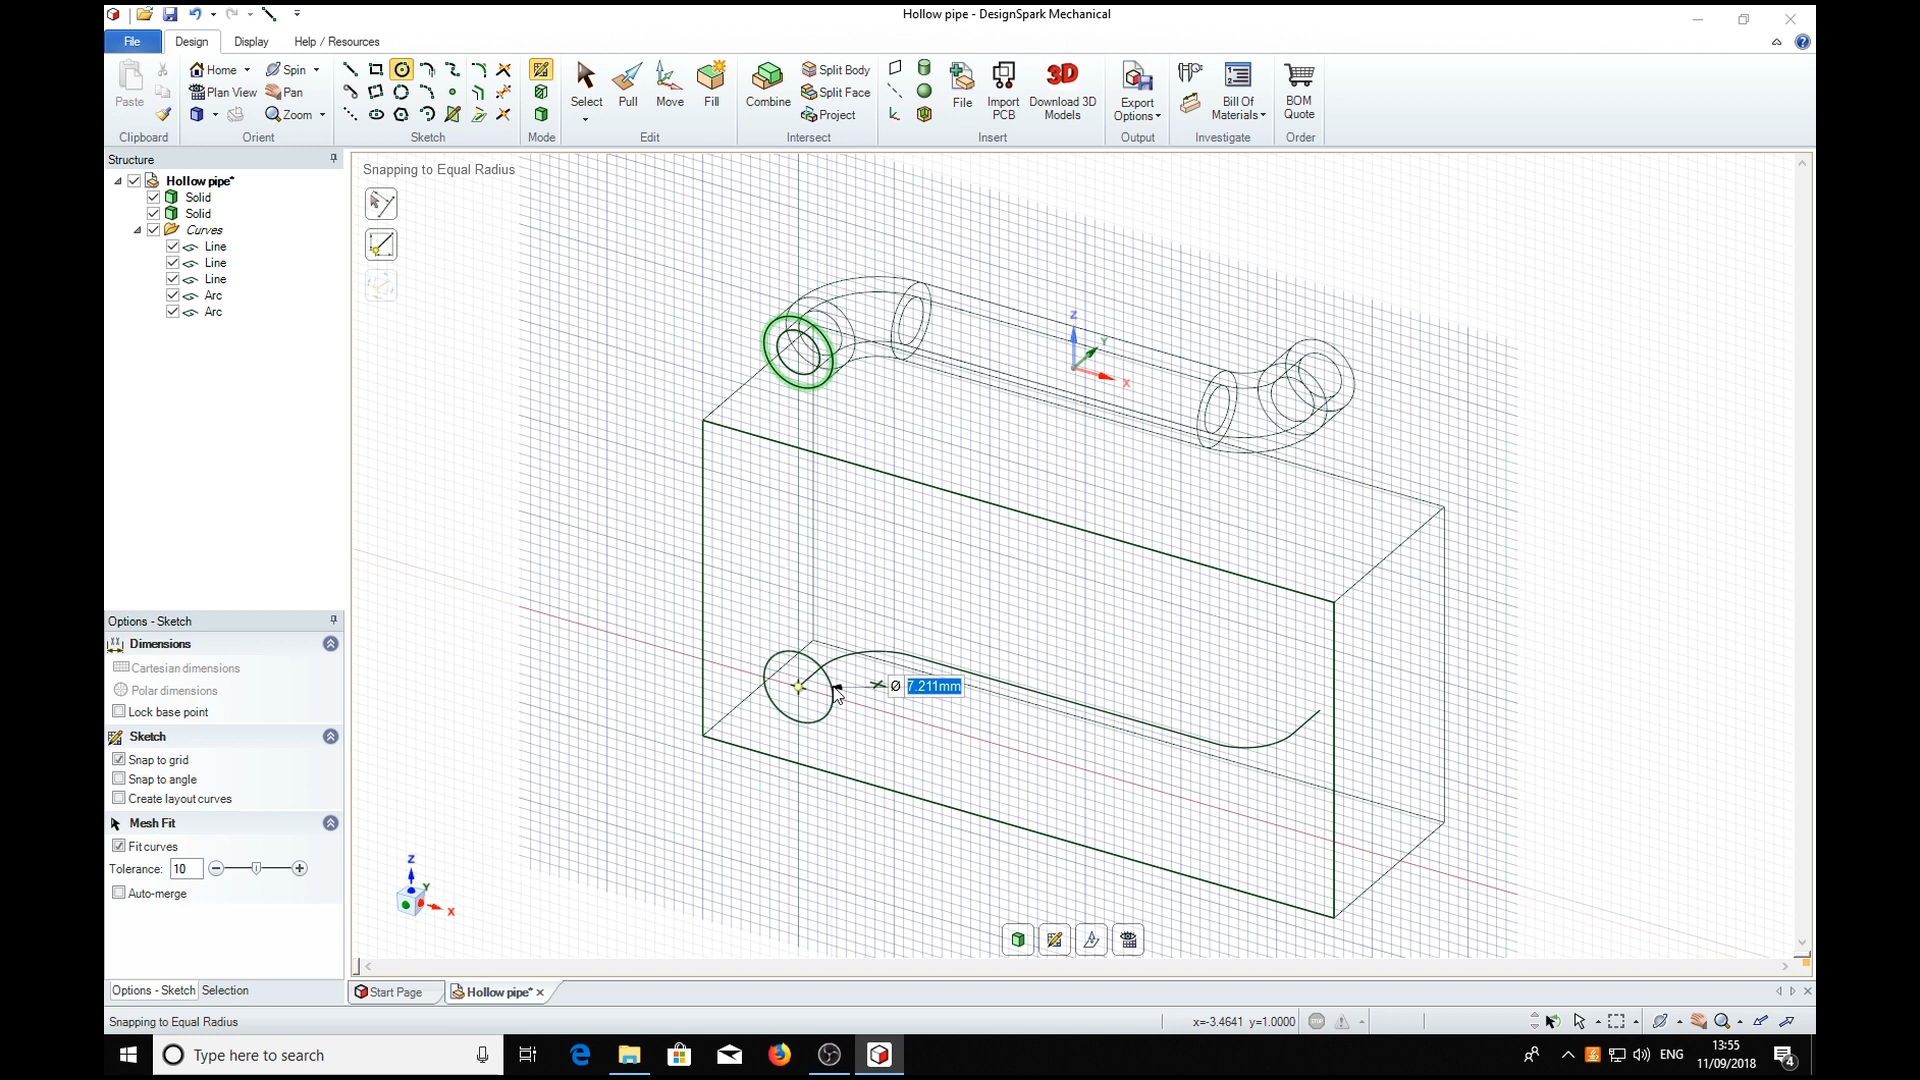 Hollow pipe - DesignSpark Mechanical
File
Design
Display
Help / Resources
Paste
Clipboard
Home
Plan View
Spin
Pan
Zoom
Orient
Sketch
Mode
Select
Pull
Move
Fill
Edit
Combine
Split Body
Split Face
Project
Intersect
File
Import PCB
Download 3D Models
3D
Insert
Export Options
Output
Bill Of Materials
Investigate
BOM Quote
Order
Structure
Hollow pipe*
Solid
Solid
Curves
Line
Line
Line
Arc
Arc
Snapping to Equal Radius
Z
Y
X
Ø 7.211mm
Options - Sketch
Dimensions
Cartesian dimensions
Polar dimensions
Lock base point
Sketch
Snap to grid
Snap to angle
Create layout curves
Mesh Fit
Fit curves
Tolerance: 10
Auto-merge
Z
Y
X
Options - Sketch
Selection
Start Page
Hollow pipe*
Snapping to Equal Radius
x=-3.4641 y=1.0000
Type here to search
ENG
13:55
11/09/2018
4